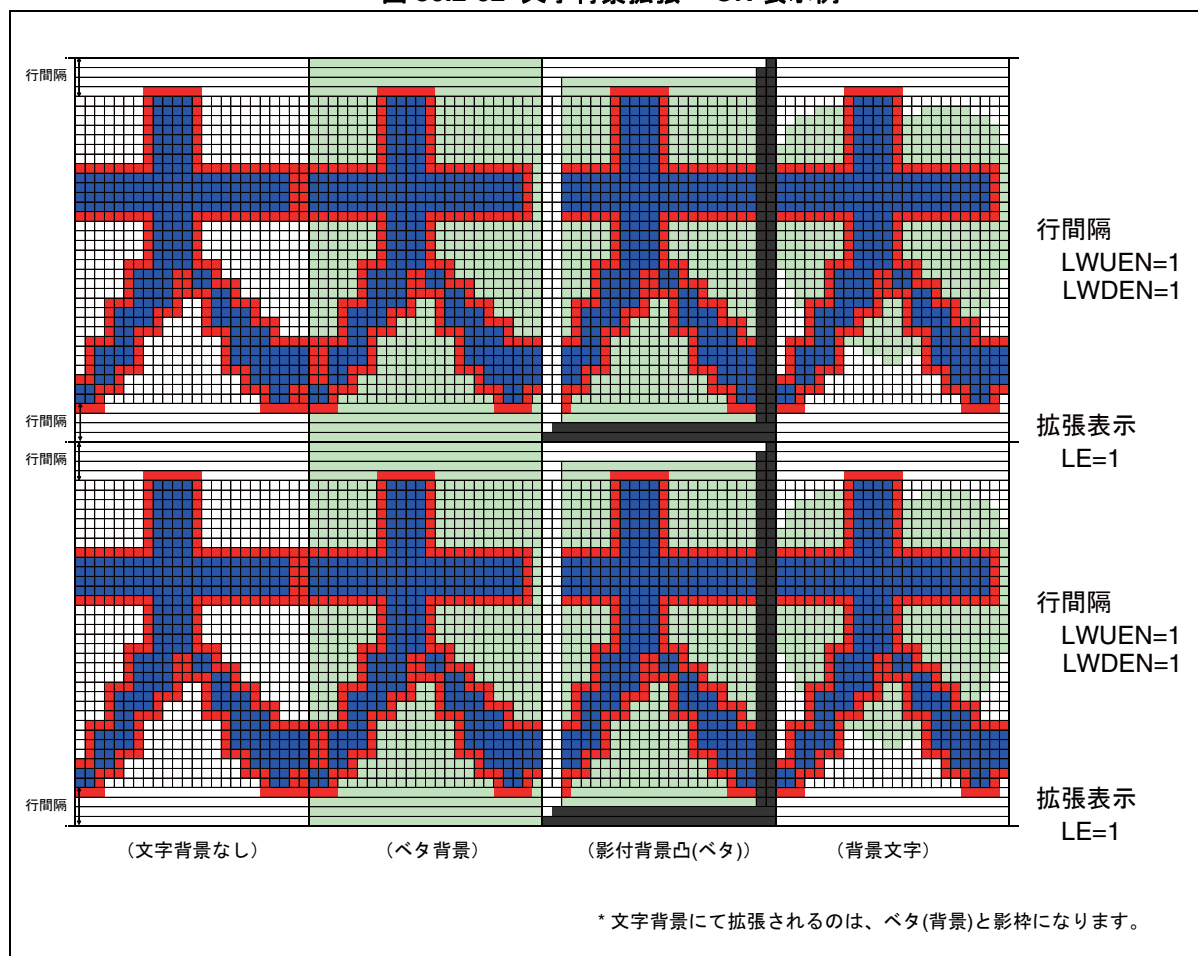 行間隔
行間隔
LWUEN=1
LWDEN=1
行間隔
拡張表示
LE=1
行間隔
行間隔
LWUEN=1
LWDEN=1
行間隔
拡張表示
LE=1
(文字背景なし)
(ベタ背景)
(影付背景凸(ベタ))
(背景文字)
* 文字背景にて拡張されるのは、ベタ(背景)と影枠になります。